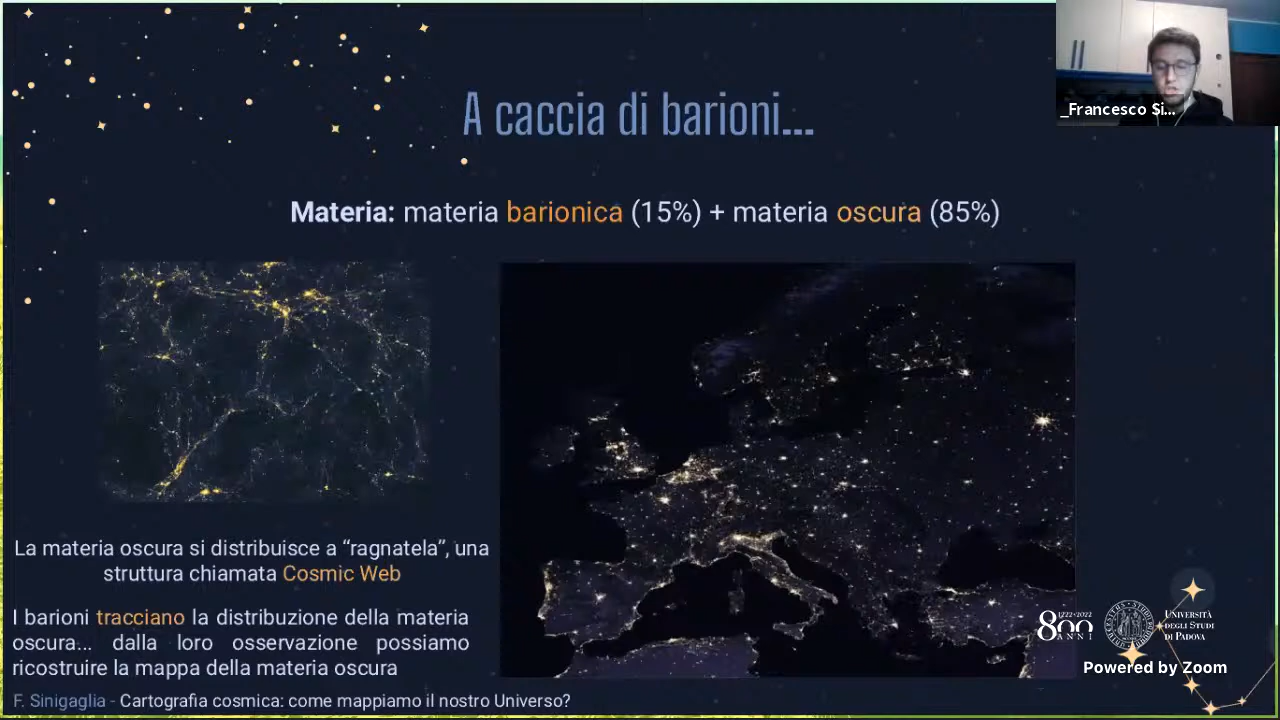 A caccia di barioni...
_Francesco Si...
Materia: materia barionica (15%) + materia oscura (85%)
La materia oscura si distribuisce a “ragnatela”, una
struttura chiamata Cosmic Web
I barioni tracciano la distribuzione della materia
oscura... dalla loro osservazione possiamo
ricostruire la mappa della materia oscura
F. Sinigaglia - Cartografia cosmica: come mappiamo il nostro Universo?
1222·2022
800
ANNI
UNIVERSITÀ
DEGLI STUDI
DI PADOVA
Powered by Zoom